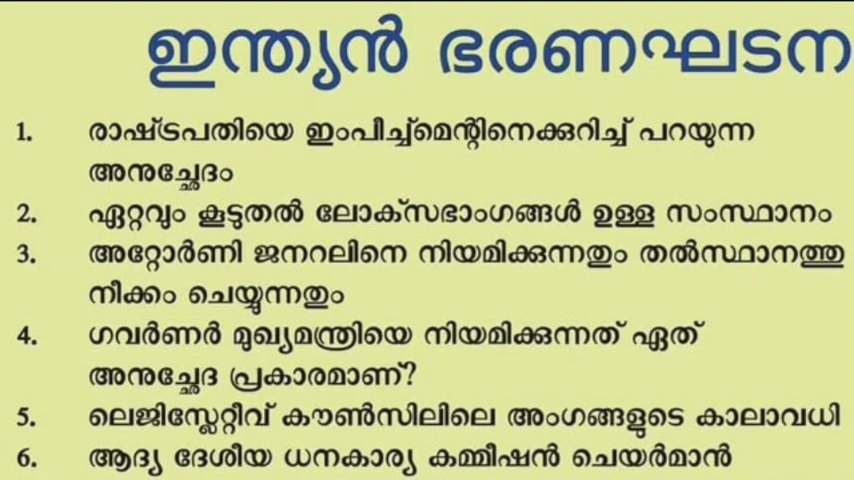 ഇന്ത്യൻ ഭരണഘടന
1. രാഷ്ട്രപതിയെ ഇംപീച്ച്മെന്റിനെക്കുറിച്ച് പറയുന്ന
അനുച്ഛേദം
2. ഏറ്റവും കൂടുതൽ ലോക്സഭാംഗങ്ങൾ ഉള്ള സംസ്ഥാനം
3. അറ്റോർണി ജനറലിനെ നിയമിക്കുന്നതും തൽസ്ഥാനത്തു
നീക്കം ചെയ്യുന്നതും
4. ഗവർണർ മുഖ്യമന്ത്രിയെ നിയമിക്കുന്നത് ഏത്
അനുച്ഛേദ പ്രകാരമാണ്?
5. ലെജിസ്ലേറ്റീവ് കൗൺസിലിലെ അംഗങ്ങളുടെ കാലാവധി
6. ആദ്യ ദേശീയ ധനകാര്യ കമ്മീഷൻ ചെയർമാൻ